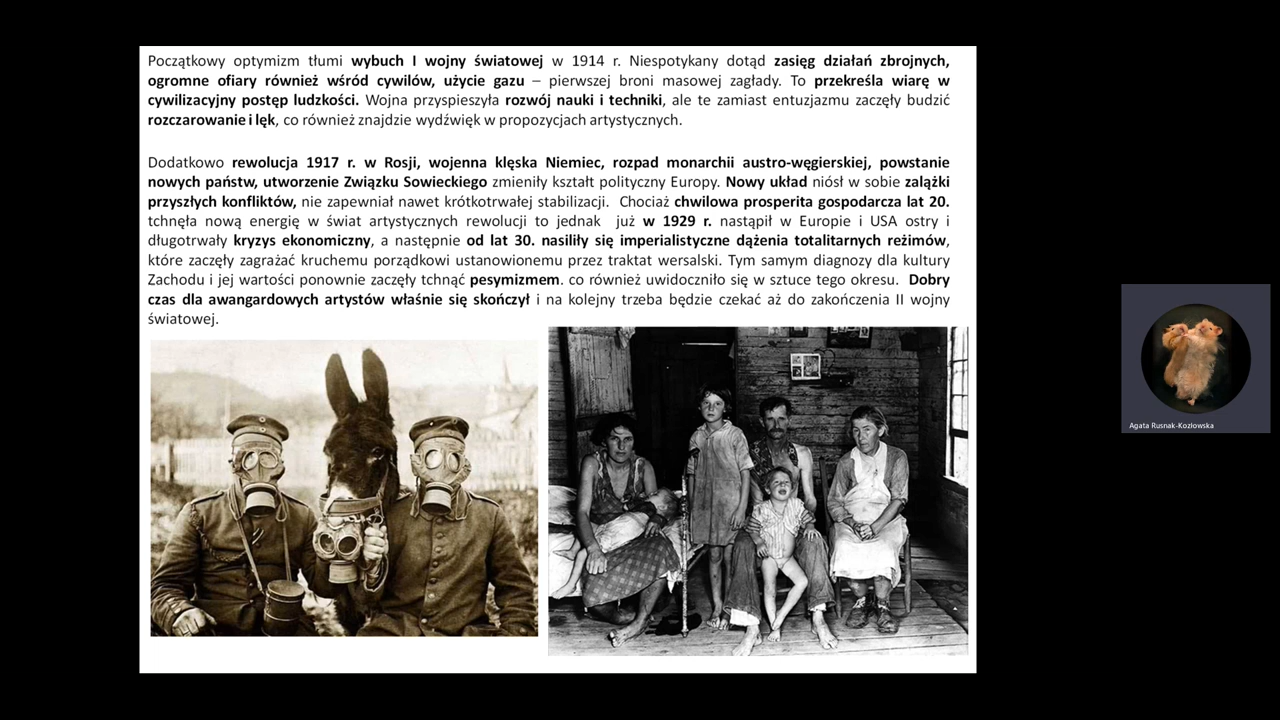 Początkowy optymizm tłumi wybuch I wojny światowej w 1914 r. Niespotykany dotąd zasięg działań zbrojnych,
ogromne ofiary również wśród cywilów, użycie gazu – pierwszej broni masowej zagłady. To przekreśla wiarę w
cywilizacyjny postęp ludzkości. Wojna przyspieszyła rozwój nauki i techniki, ale te zamiast entuzjazmu zaczęły budzić
rozczarowanie i lęk, co również znajdzie wydźwięk w propozycjach artystycznych.
Dodatkowo rewolucja 1917 r. w Rosji, wojenna klęska Niemiec, rozpad monarchii austro-węgierskiej, powstanie
nowych państw, utworzenie Związku Sowieckiego zmieniły kształt polityczny Europy. Nowy układ niósł w sobie zalążki
przyszłych konfliktów, nie zapewniał nawet krótkotrwałej stabilizacji. Chociaż chwilowa prosperita gospodarcza lat 20.
tchnęła nową energię w świat artystycznych rewolucji to jednak już w 1929 r. nastąpił w Europie i USA ostry i
długotrwały kryzys ekonomiczny, a następnie od lat 30. nasiliły się imperialistyczne dążenia totalitarnych reżimów,
które zaczęły zagrażać kruchemu porządkowi ustanowionemu przez traktat wersalski. Tym samym diagnozy dla kultury
Zachodu i jej wartości ponownie zaczęły tchnąć pesymizmem. co również uwidoczniło się w sztuce tego okresu. Dobry
czas dla awangardowych artystów właśnie się skończył i na kolejny trzeba będzie czekać aż do zakończenia II wojny
światowej.
Agata Rusnak-Kozłowska